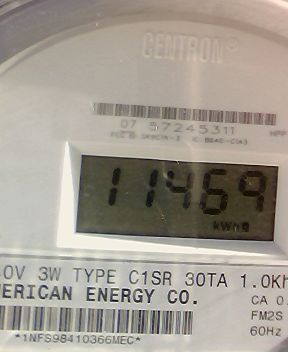 CENTRON®
07 57245311
11469
kWh
0V 3W TYPE C1SR 30TA 1.0Kh
ERICAN ENERGY CO.
CA 0.
FM2S
*1NFS98410366MEC*
60Hz